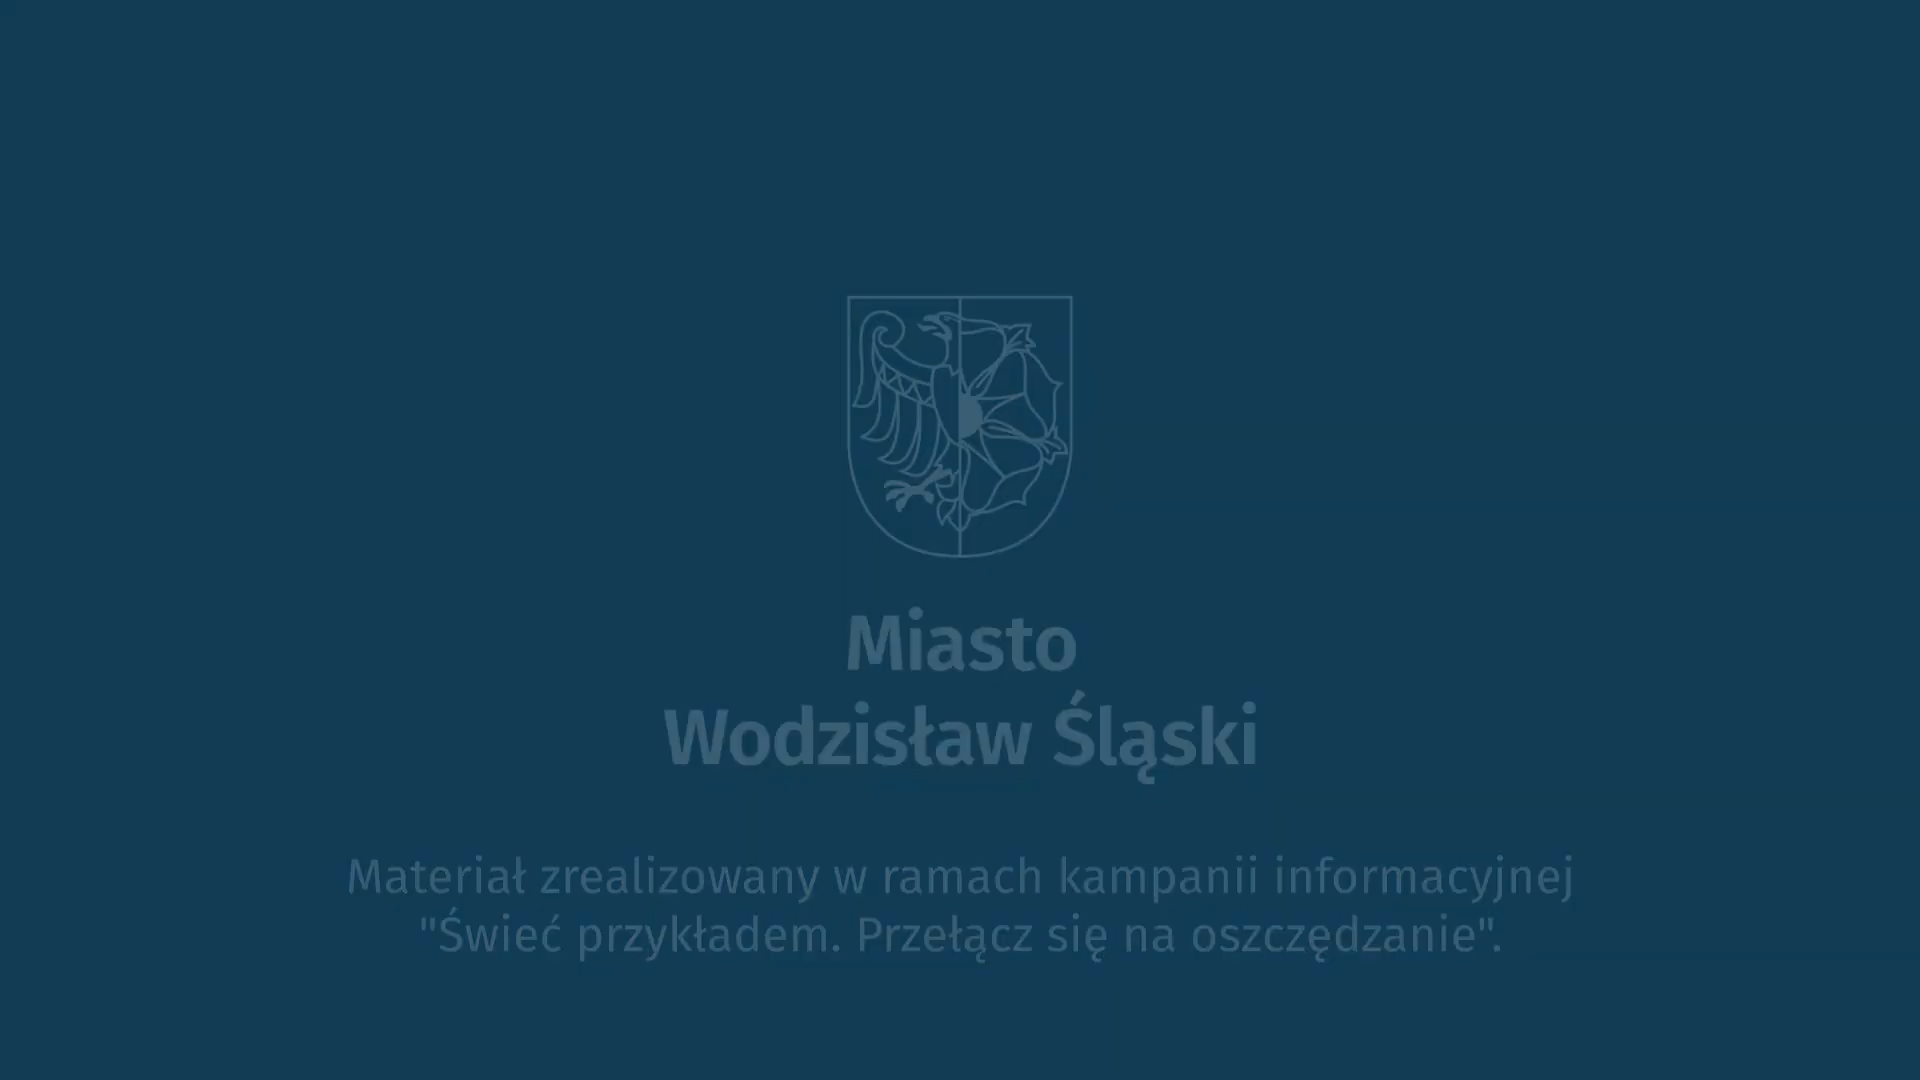 Miasto
Wodzisław Śląski
Materiał zrealizowany w ramach kampanii informacyjnej
"Świeć przykładem. Przełącz się na oszczędzanie".